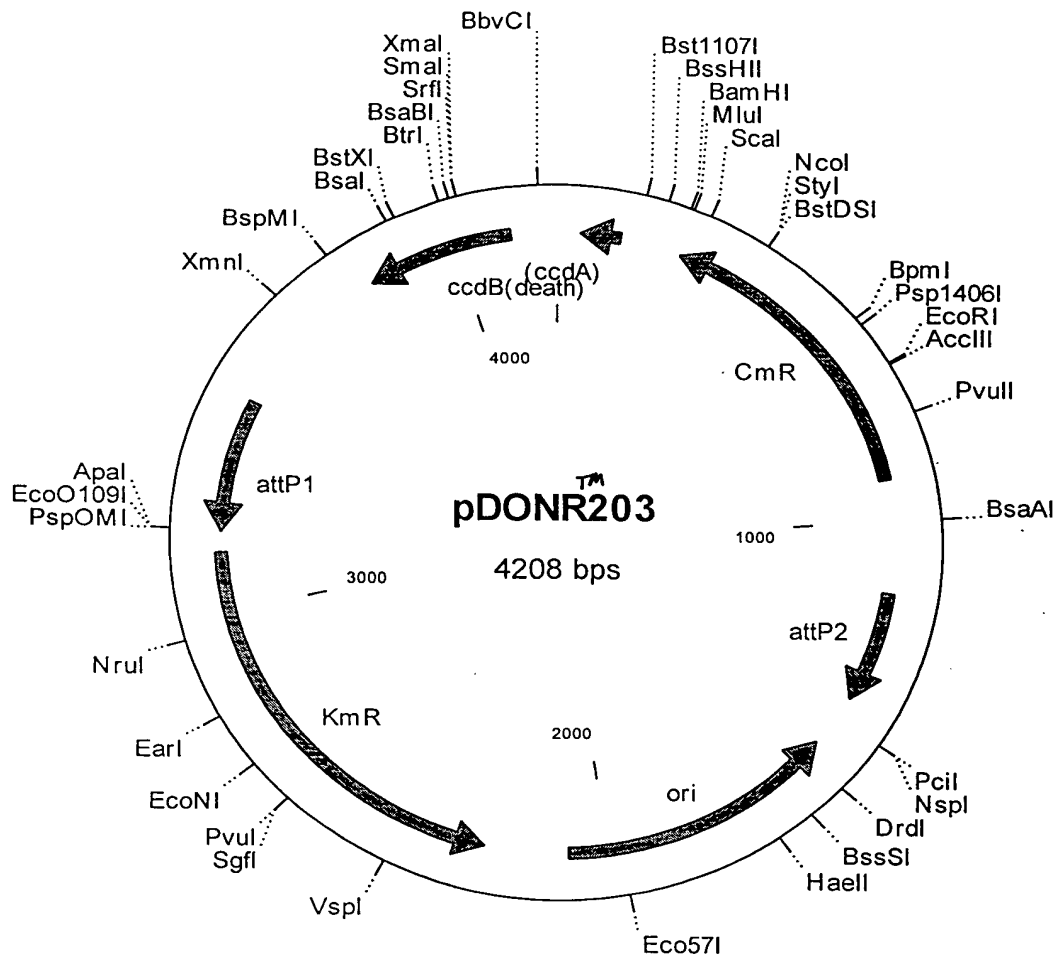 BbvCI
XmaI
SmaI
SrfI
BsaBI
BtrI
BstXI
BsaI
BspMI
XmnI
Bst1107I
BssHII
BamHI
MluI
ScaI
NcoI
StyI
BstDSI
BpmI
Psp1406I
EcoRI
AccIII
PvuII
BsaAI
(ccdA)
ccdB(death)
4000
CmR
attP1
ApaI
EcoO109I
PspOMI
pDONR™203
4208 bps
1000
3000
attP2
NruI
KmR
EarI
EcoNI
PvuI
SgfI
VspI
2000
ori
PciI
NspI
DrdI
BssSI
HaeII
Eco57I